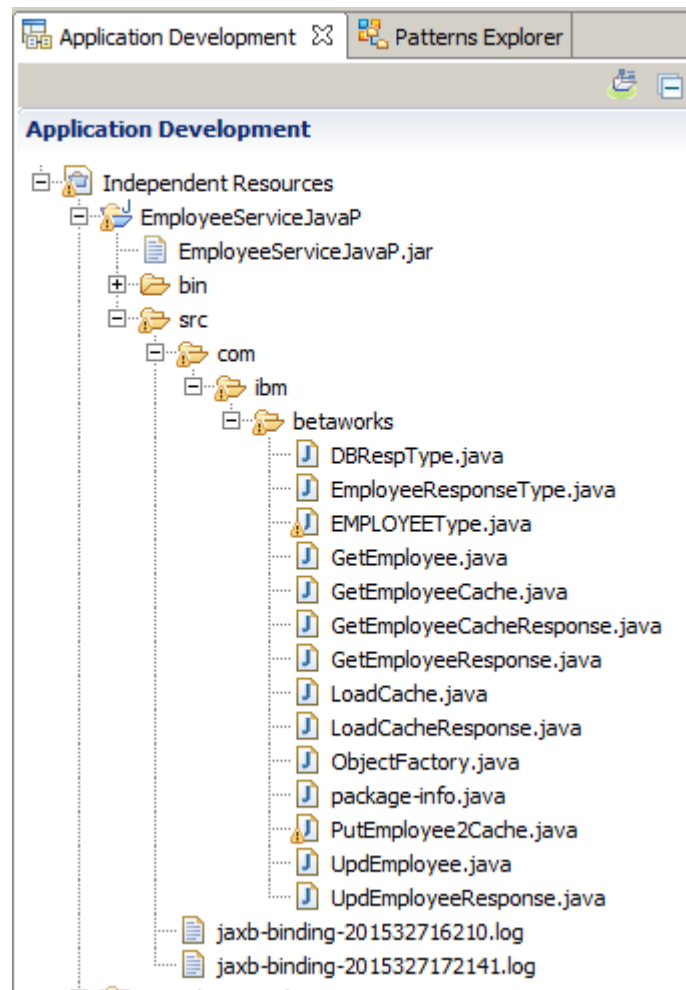 Application Development Patterns Explorer
Application Development
Independent Resources
EmployeeServiceJavaP
EmployeeServiceJavaP.jar
bin
src
com
ibm
betaworks
DBRespType.java
EmployeeResponseType.java
EMPLOYEEType.java
GetEmployee.java
GetEmployeeCache.java
GetEmployeeCacheResponse.java
GetEmployeeResponse.java
LoadCache.java
LoadCacheResponse.java
ObjectFactory.java
package-info.java
PutEmployee2Cache.java
UpdEmployee.java
UpdEmployeeResponse.java
jaxb-binding-201532716210.log
jaxb-binding-2015327172141.log